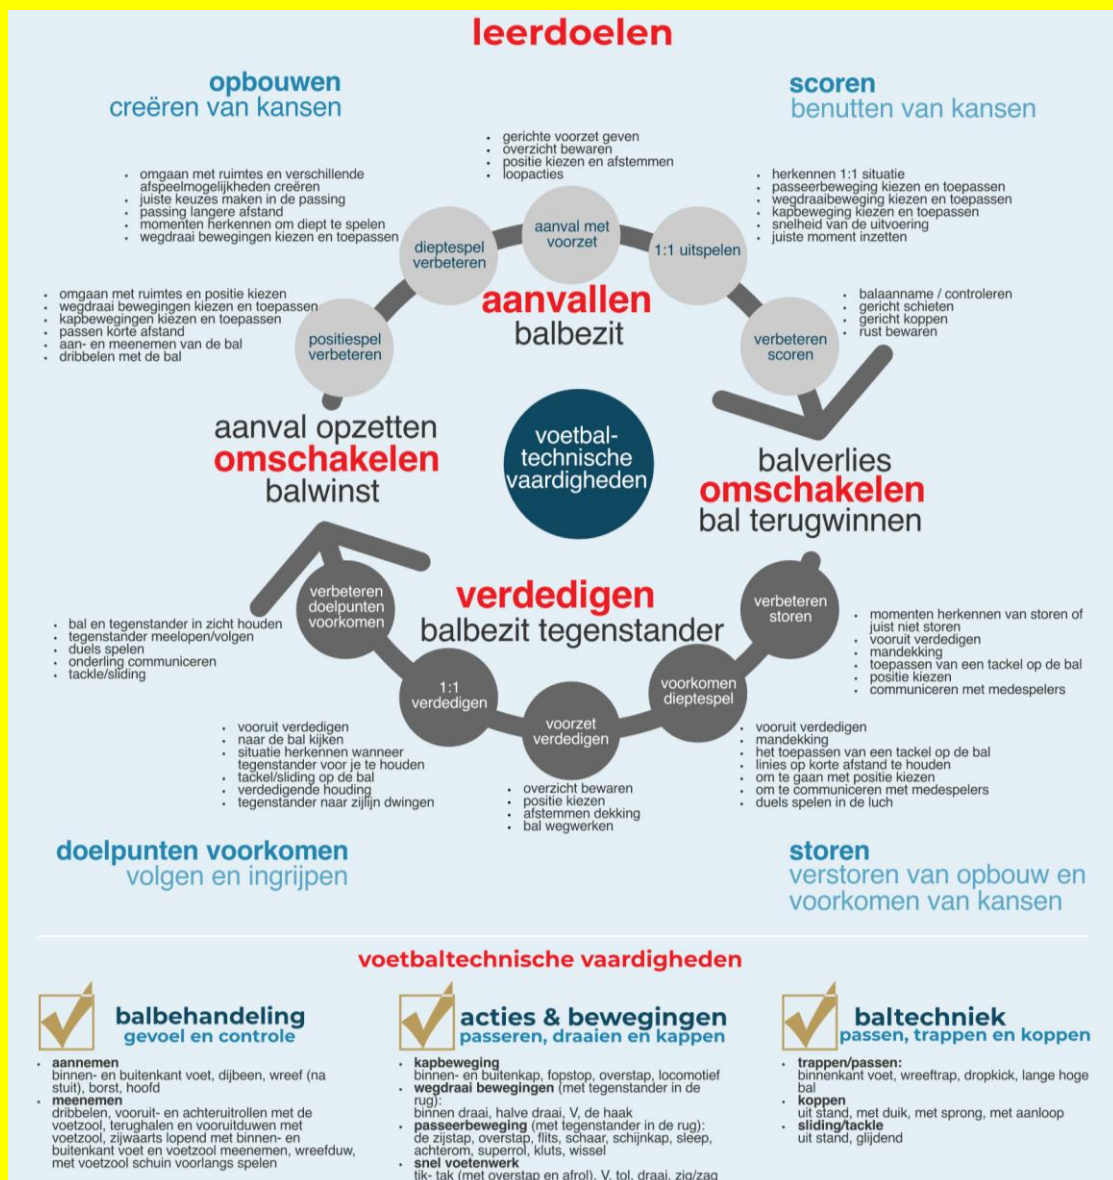 leerdoelen
opbouwen
creëren van kansen
scoren
benutten van kansen
• gerichte voorzet geven
• overzicht bewaren
• positie kiezen en afstemmen
• loopacties
• omgaan met ruimtes en verschillende
afspeelmogelijkheden creëren
• juiste keuzes maken in de passing
• passing langere afstand
• momenten herkennen om diept te spelen
• wegdraai bewegingen kiezen en toepassen
• herkennen 1:1 situatie
• passeerbeweging kiezen en toepassen
• wegdraaibeweging kiezen en toepassen
• kapbeweging kiezen en toepassen
• snelheid van de uitvoering
• juiste moment inzetten
dieptespel
verbeteren
aanval met
voorzet
1:1 uitspelen
• omgaan met ruimtes en positie kiezen
• wegdraai bewegingen kiezen en toepassen
• kapbewegingen kiezen en toepassen
• passen korte afstand
• aan- en meenemen van de bal
• dribbelen met de bal
positiespel
verbeteren
aanvallen
balbezit
verbeteren
scoren
• balaanname / controleren
• gericht schieten
• gericht koppen
• rust bewaren
aanval opzetten
omschakelen
balwinst
voetbal-
technische
vaardigheden
balverlies
omschakelen
bal terugwinnen
verbeteren
doelpunten
voorkomen
verdedigen
balbezit tegenstander
verbeteren
storen
• bal en tegenstander in zicht houden
• tegenstander meelopen/volgen
• duels spelen
• onderling communiceren
• tackle/sliding
• momenten herkennen van storen of
juist niet storen
• vooruit verdedigen
• mandekking
• toepassen van een tackel op de bal
• positie kiezen
• communiceren met medespelers
1:1
verdedigen
voorzet
verdedigen
voorkomen
dieptespel
• vooruit verdedigen
• naar de bal kijken
• situatie herkennen wanneer
tegenstander voor je te houden
• tackel/sliding op de bal
• verdedigende houding
• tegenstander naar zijlijn dwingen
• overzicht bewaren
• positie kiezen
• afstemmen dekking
• bal wegwerken
• vooruit verdedigen
• mandekking
• het toepassen van een tackel op de bal
• linies op korte afstand te houden
• om te gaan met positie kiezen
• om te communiceren met medespelers
• duels spelen in de luch
doelpunten voorkomen
volgen en ingrijpen
storen
verstoren van opbouw en
voorkomen van kansen
voetbaltechnische vaardigheden
balbehandeling
gevoel en controle
• aannemen
binnen- en buitenkant voet, dijbeen, wreef (na
stuit), borst, hoofd
• meenemen
dribbelen, vooruit- en achteruitrollen met de
voetzool, terughalen en vooruitduwen met
voetzool, zijwaarts lopend met binnen- en
buitenkant voet en voetzool meenemen, wreefduw,
met voetzool schuin voorlangs spelen
acties & bewegingen
passeren, draaien en kappen
• kapbeweging
binnen- en buitenkap, fopstop, overstap, locomotief
• wegdraai bewegingen (met tegenstander in de
rug):
binnen draai, halve draai, V, de haak
• passeerbeweging (met tegenstander in de rug):
de zijstap, overstap, flits, schaar, schijnkap, sleep,
achterom, superrol, kluts, wissel
• snel voetenwerk
tik- tak (met overstap en afrol), V, tol, draai, zig/zag
baltechniek
passen, trappen en koppen
• trappen/passen:
binnenkant voet, wreeftrap, dropkick, lange hoge
bal
• koppen
uit stand, met duik, met sprong, met aanloop
• sliding/tackle
uit stand, glijdend